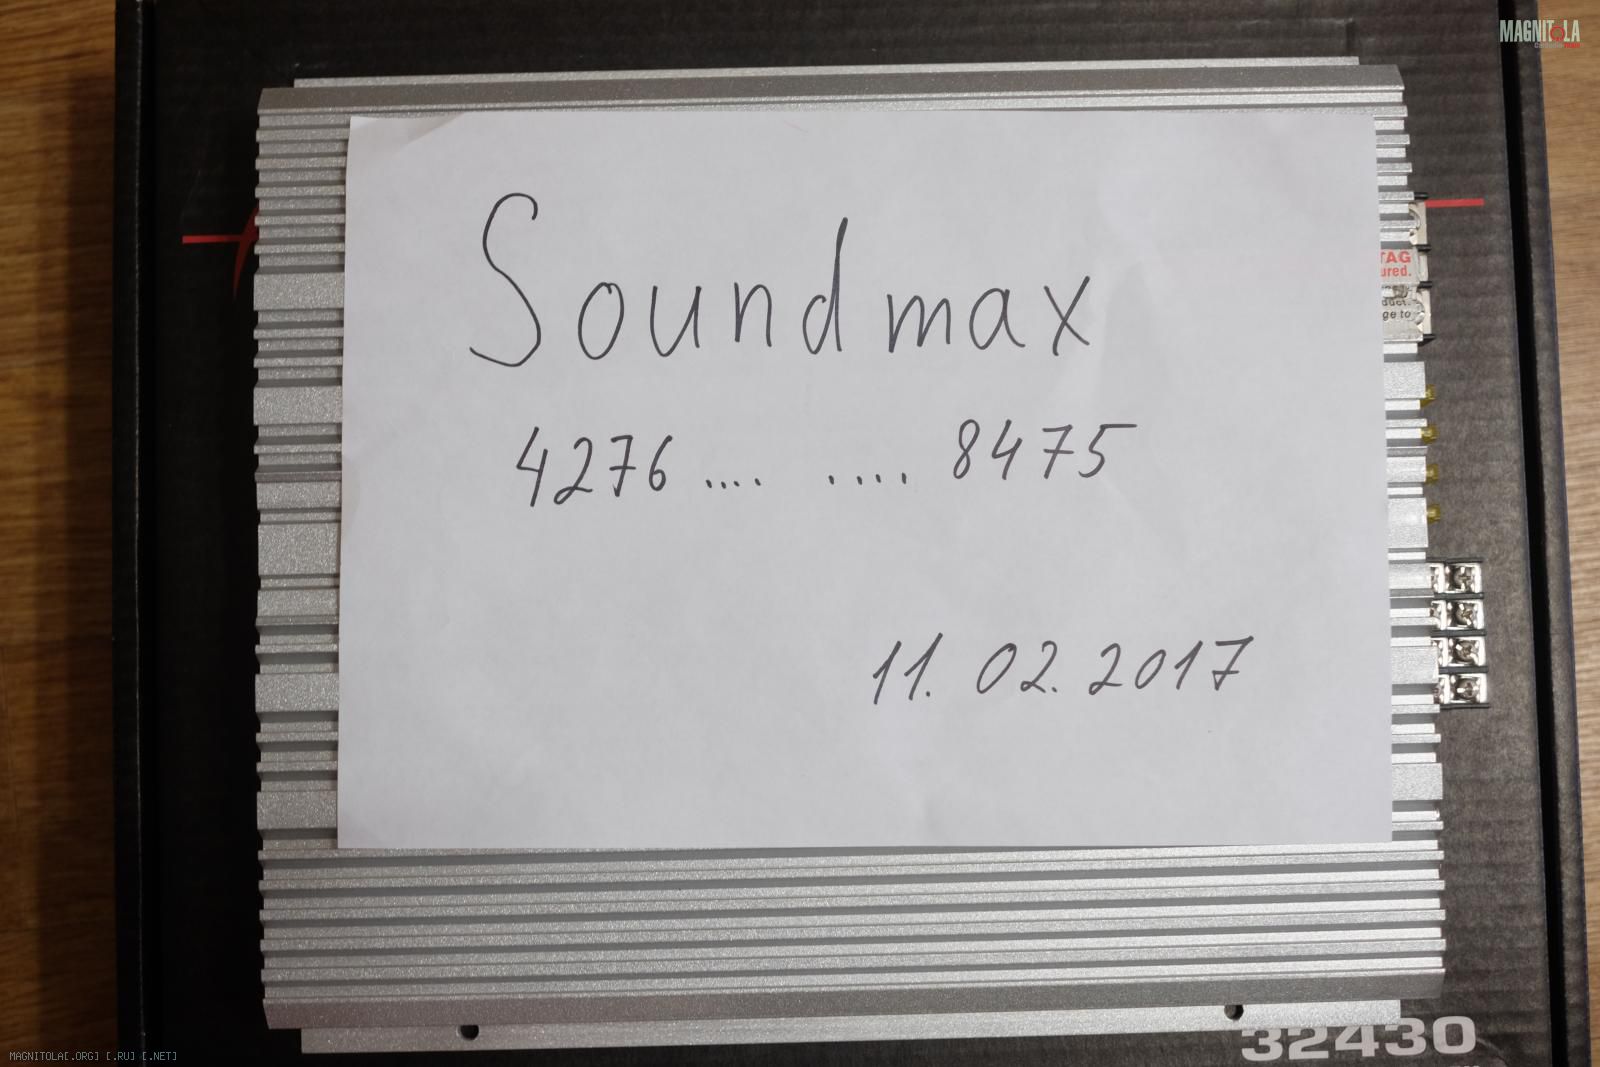 MAGNITOLA
TAG
ured.
duct.
ge to
Soundmax
4276.... ....8475
11.02.2017
32430
MAGNITOLA[.ORG] [.RU] [.NET]